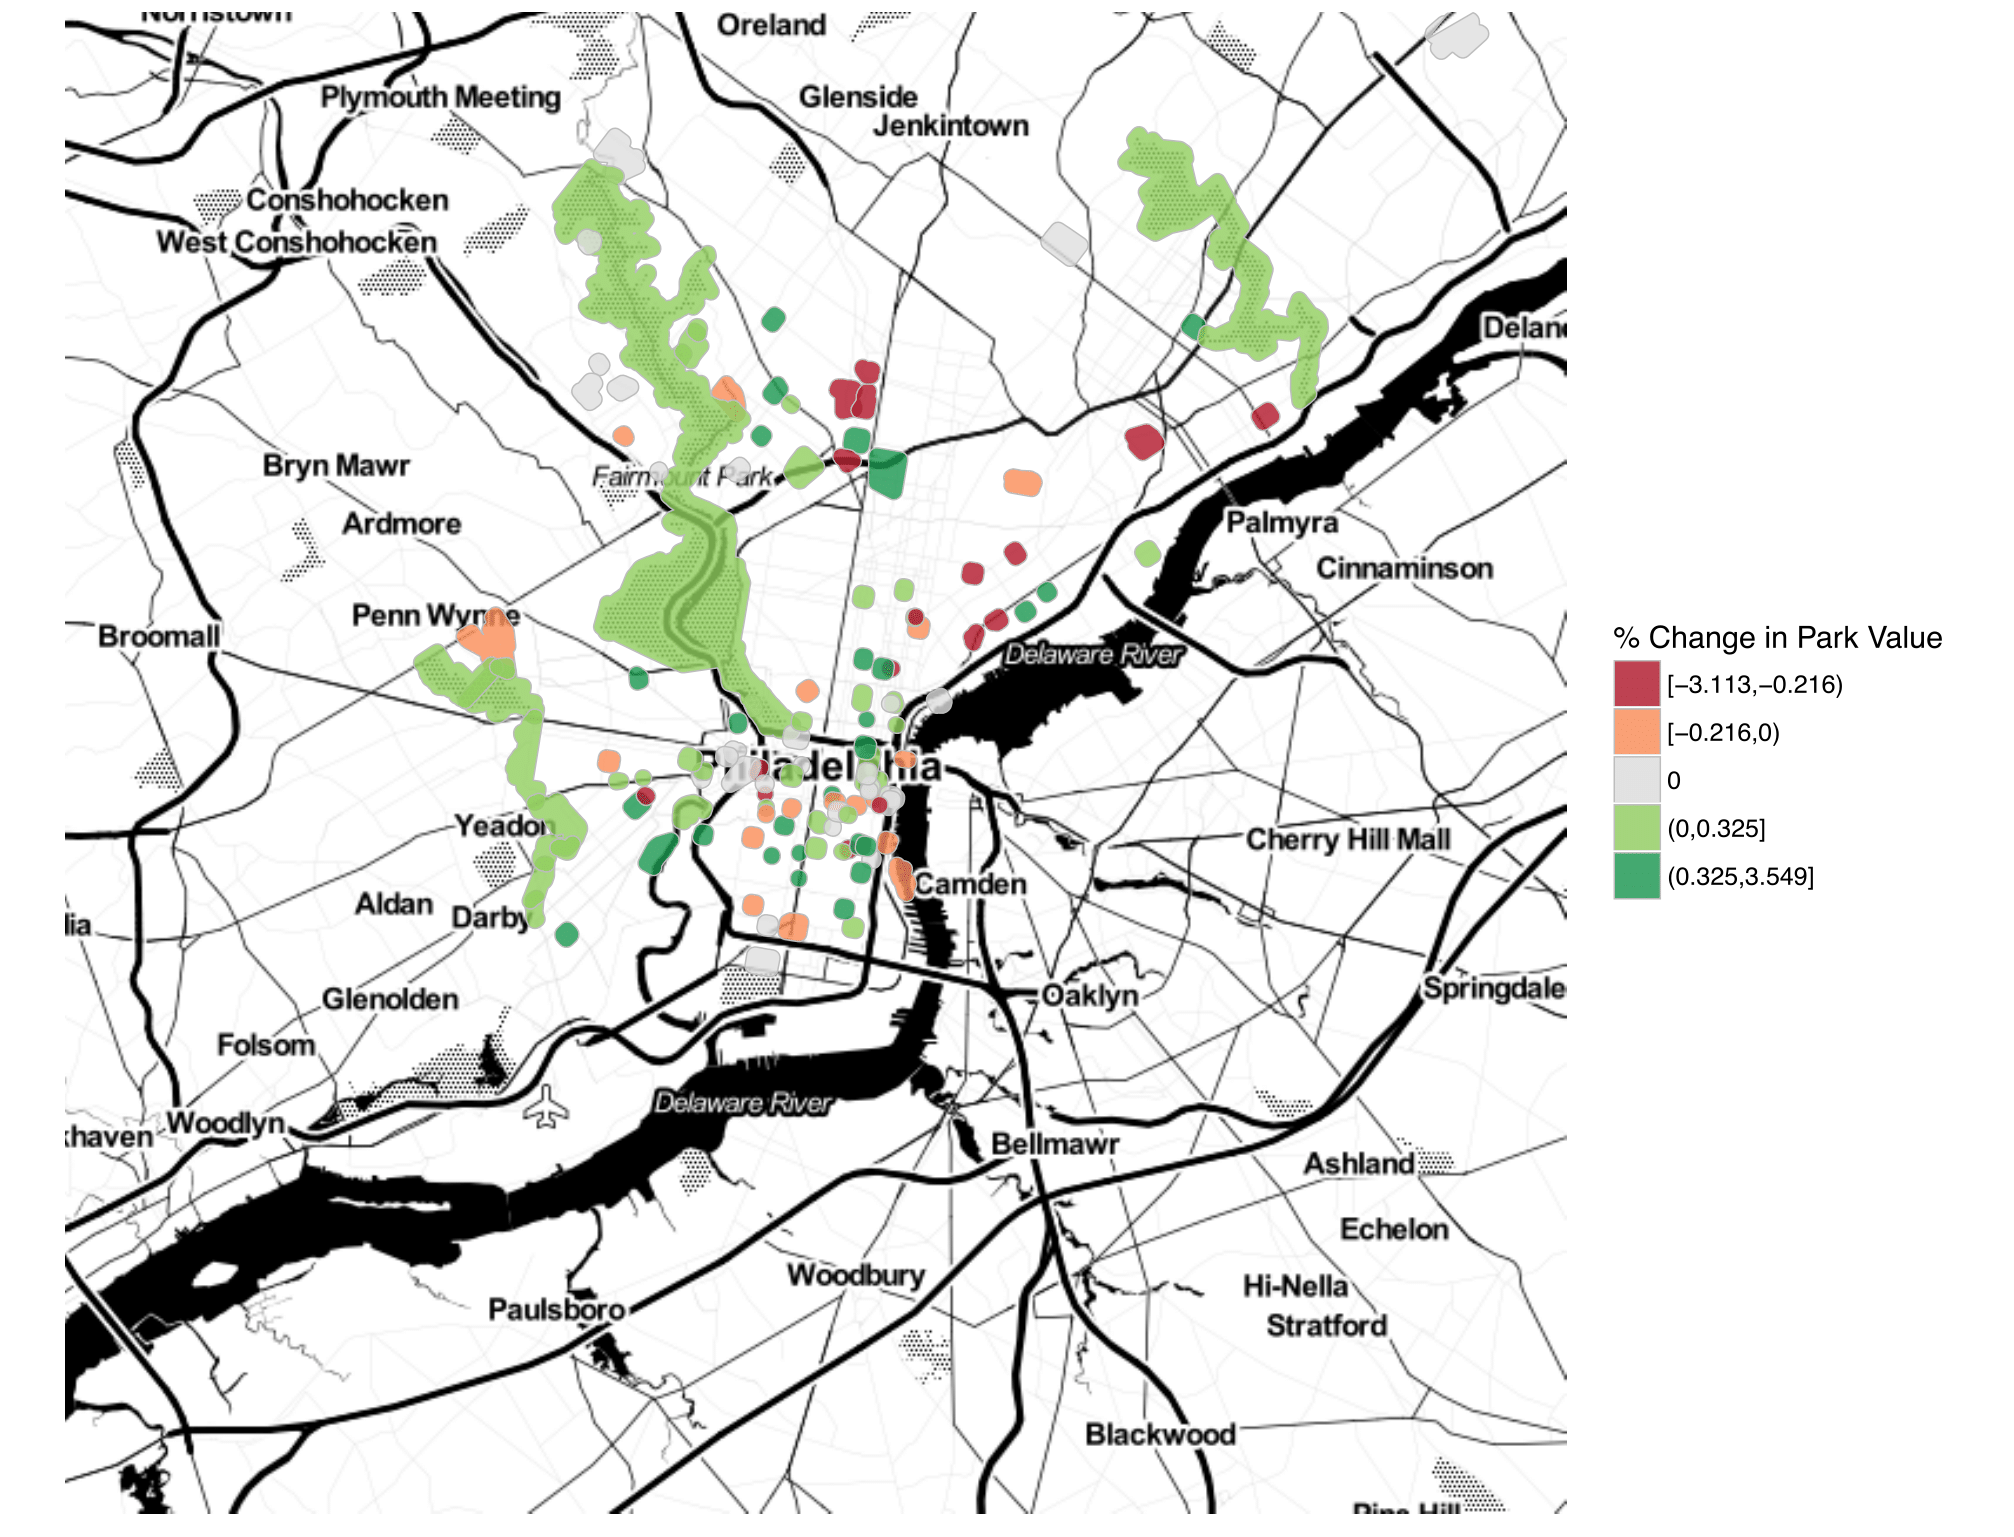 Norristown
Oreland
Plymouth Meeting
Glenside
Jenkintown
Conshohocken
West Conshohocken
Delanc
Bryn Mawr
Fairmount Park
Ardmore
Palmyra
Cinnaminson
Penn Wynne
Broomall
Delaware River
% Change in Park Value
[−3.113,−0.216)
[−0.216,0)
0
(0,0.325]
(0.325,3.549]
Philadelphia
Yeadon
Cherry Hill Mall
Camden
Aldan
Darby
lia
Glenolden
Oaklyn
Springdale
Folsom
Delaware River
Woodlyn
khaven
Bellmawr
Ashland
Echelon
Woodbury
Hi-Nella
Paulsboro
Stratford
Blackwood
Pine Hill